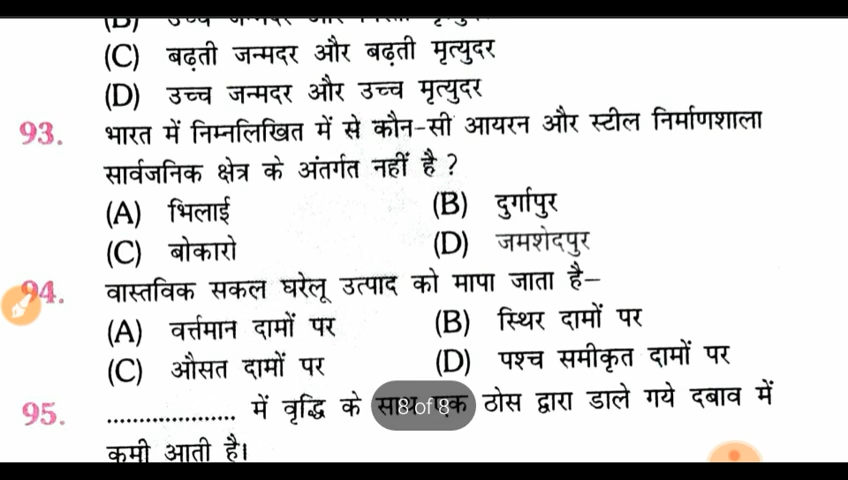 (C) बढ़ती जन्मदर और बढ़ती मृत्युदर
(D) उच्च जन्मदर और उच्च मृत्युदर
93. भारत में निम्नलिखित में से कौन-सी आयरन और स्टील निर्माणशाला
सार्वजनिक क्षेत्र के अंतर्गत नहीं है ?
(A) भिलाई (B) दुर्गापुर
(C) बोकारो (D) जमशेदपुर
94. वास्तविक सकल घरेलू उत्पाद को मापा जाता है–
(A) वर्त्तमान दामों पर (B) स्थिर दामों पर
(C) औसत दामों पर (D) पश्च समीकृत दामों पर
95. .................... में वृद्धि के साथ एक ठोस द्वारा डाले गये दबाव में
8 of 8
कमी आती है।